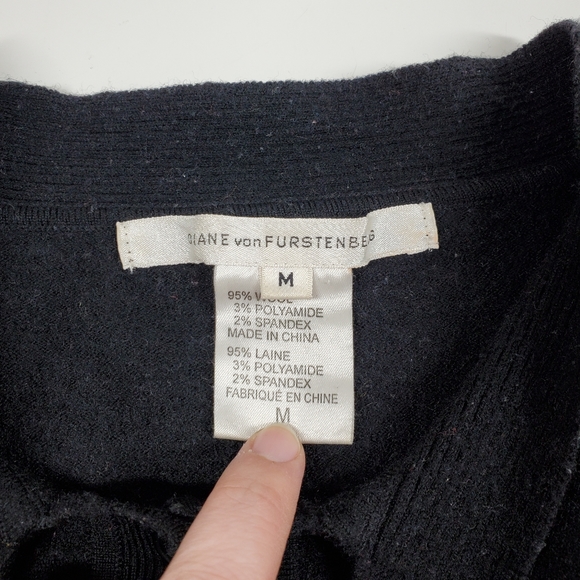 DIANE von FURSTENBERG
M
95% WOOL
3% POLYAMIDE
2% SPANDEX
MADE IN CHINA
95% LAINE
3% POLYAMIDE
2% SPANDEX
FABRIQUÉ EN CHINE
M